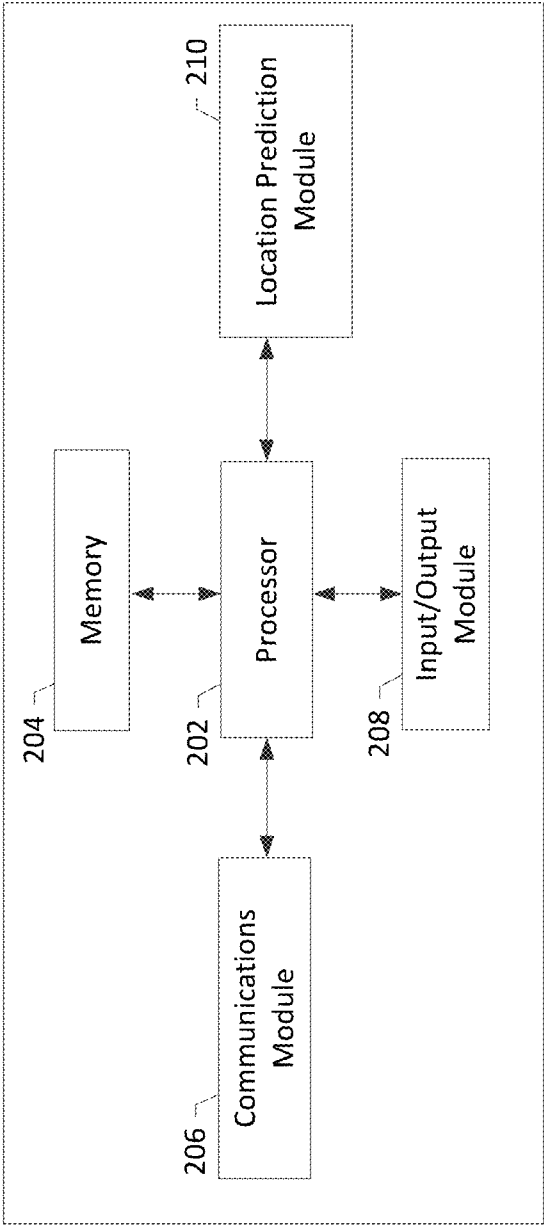 204
Memory
206
Communications
Module
202
Processor
210
Location Prediction
Module
208
Input/Output
Module